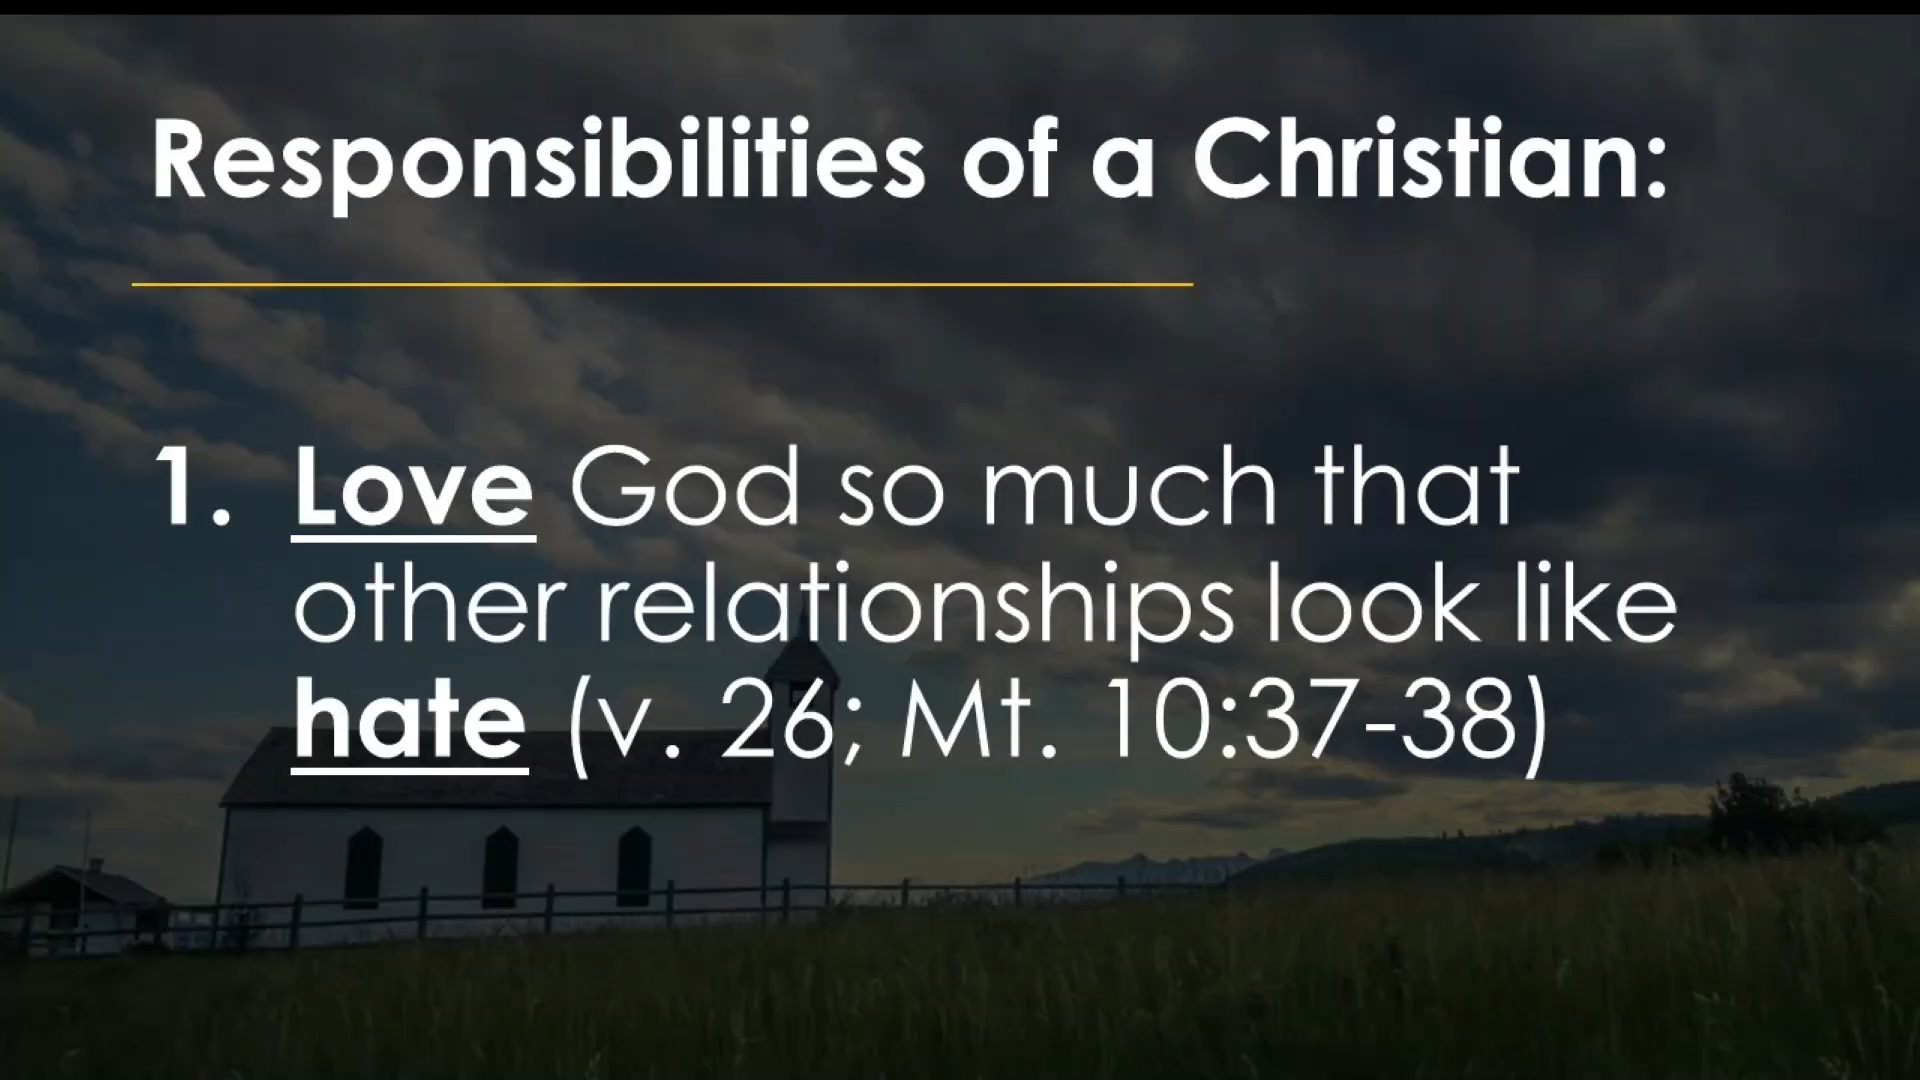 Responsibilities of a Christian:
1. Love God so much that
other relationships look like
hate (v. 26; Mt. 10:37-38)